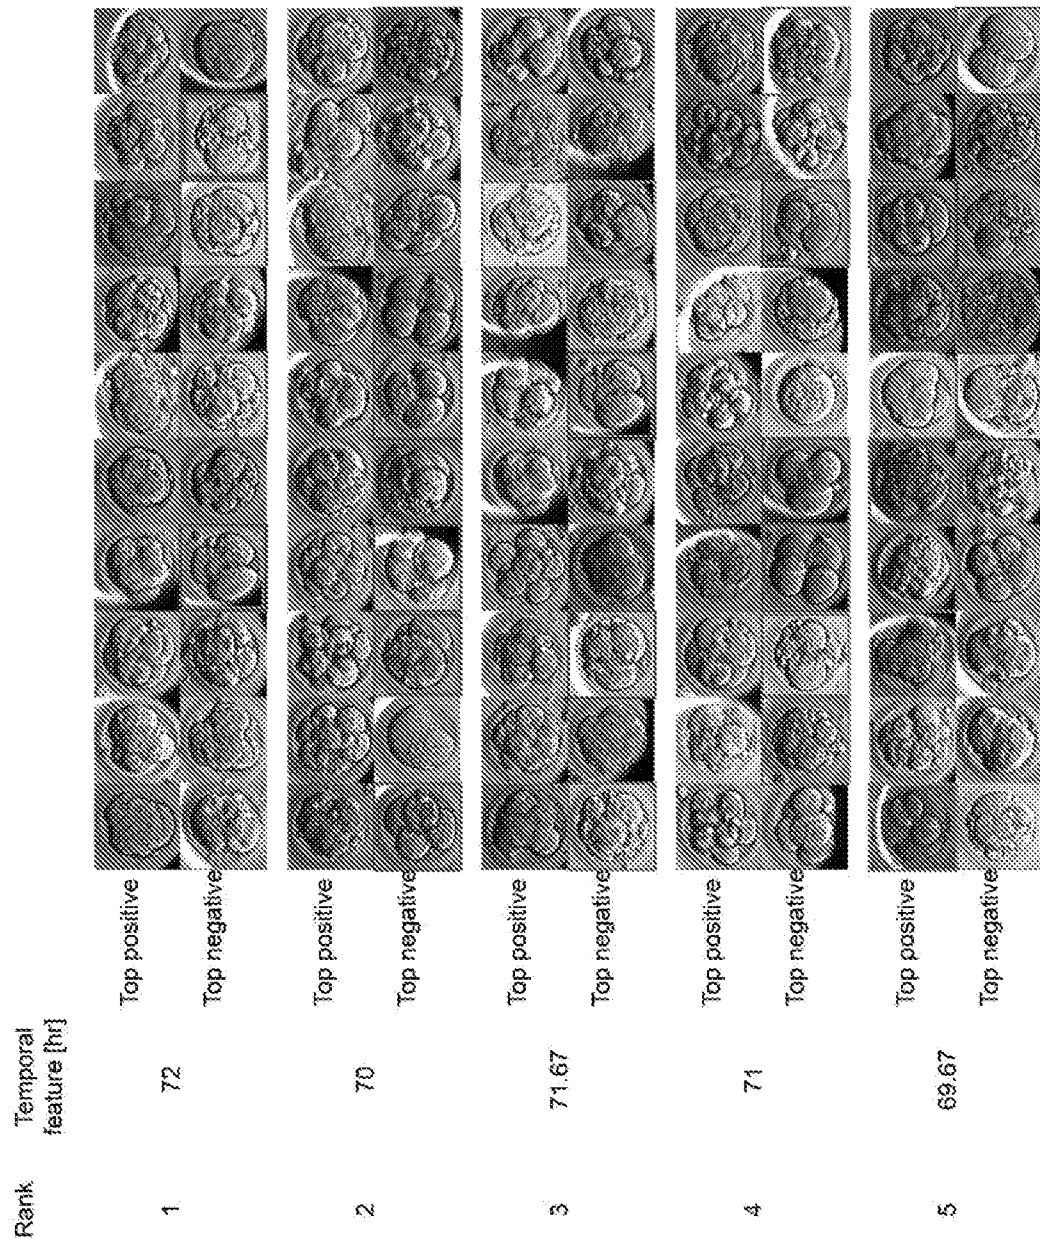 Rank
Temporal
feature [hr]
1
72
Top positive
Top negative
2
70
Top positive
Top negative
3
71.67
Top positive
Top negative
4
71
Top positive
Top negative
5
69.67
Top positive
Top negative